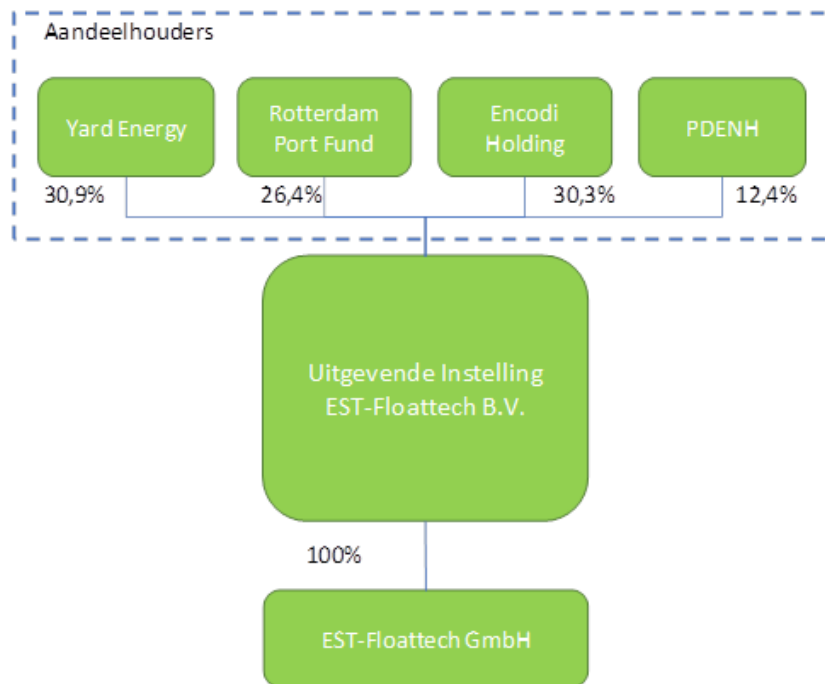 Aandeelhouders
Yard Energy
Rotterdam
Port Fund
Encodi
Holding
PDENH
30,9%
26,4%
30,3%
12,4%
Uitgevende Instelling
EST-Floattech B.V.
100%
EST-Floattech GmbH